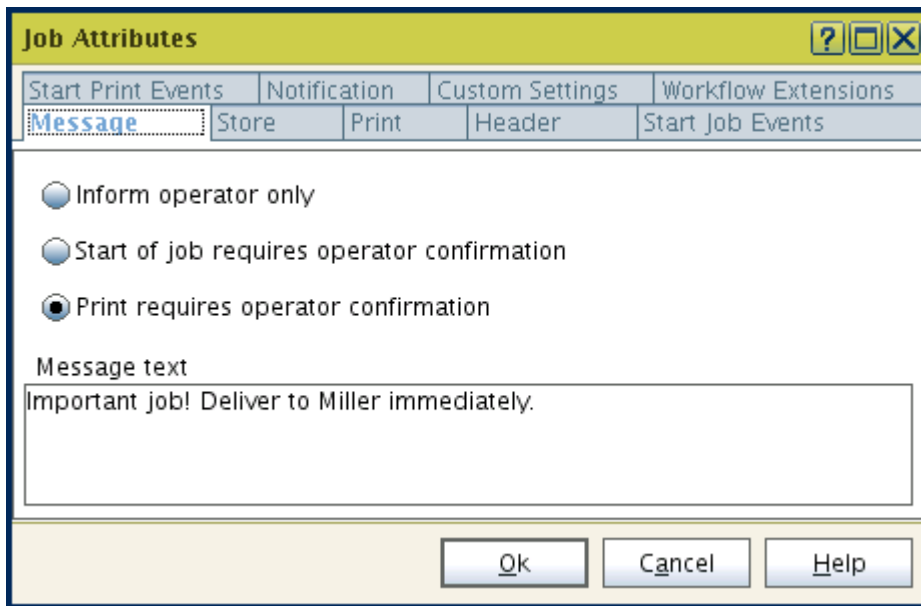 Job Attributes
Start Print Events Notification Custom Settings Workflow Extensions
Message Store Print Header Start Job Events
Inform operator only
Start of job requires operator confirmation
Print requires operator confirmation
Message text
Important job! Deliver to Miller immediately.
Ok Cancel Help